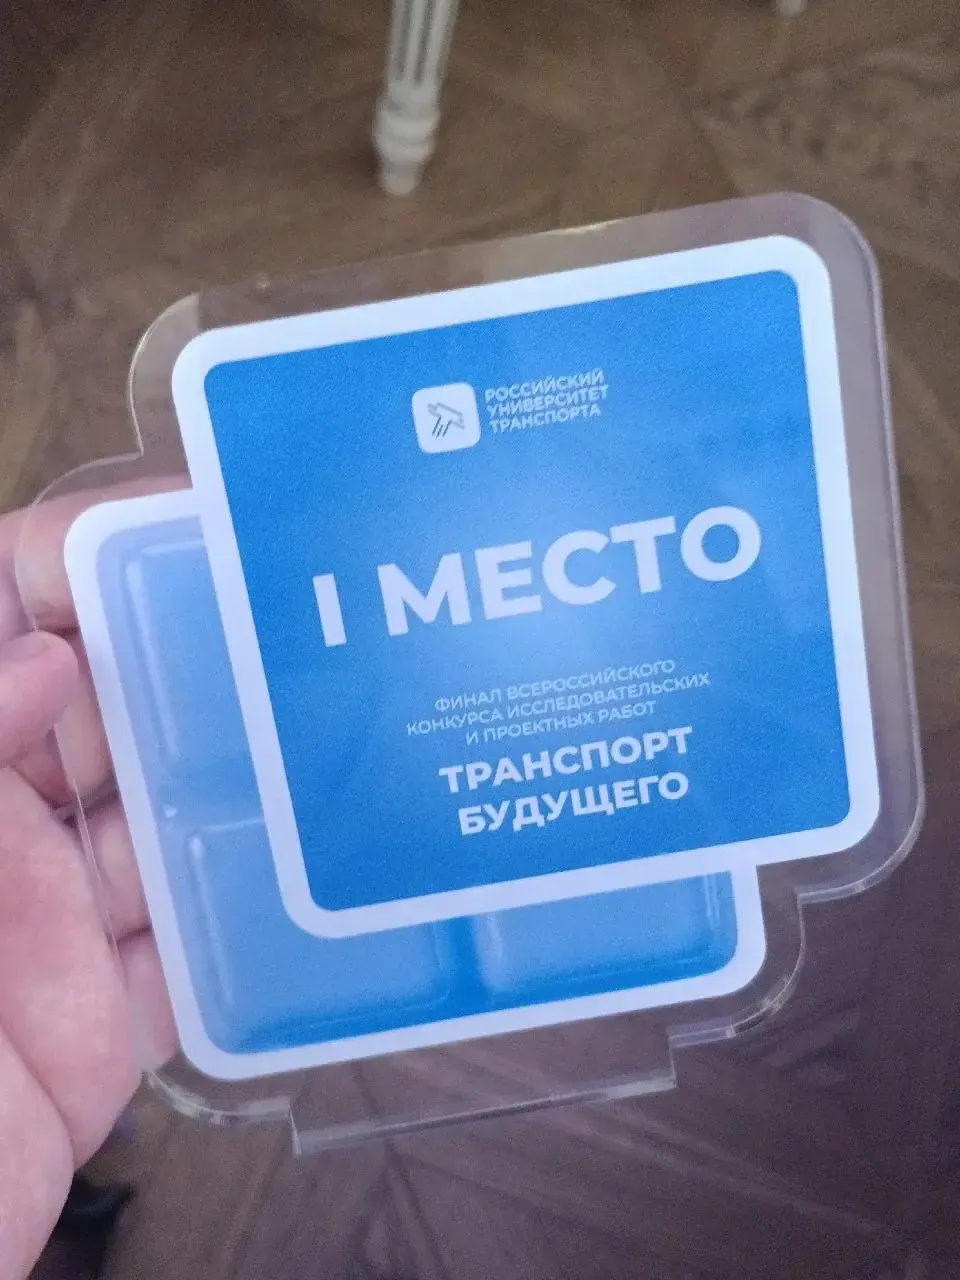 РОССИЙСКИЙ
УНИВЕРСИТЕТ
ТРАНСПОРТА
I МЕСТО
ФИНАЛ ВСЕРОССИЙСКОГО
КОНКУРСА ИССЛЕДОВАТЕЛЬСКИХ
И ПРОЕКТНЫХ РАБОТ
ТРАНСПОРТ
БУДУЩЕГО